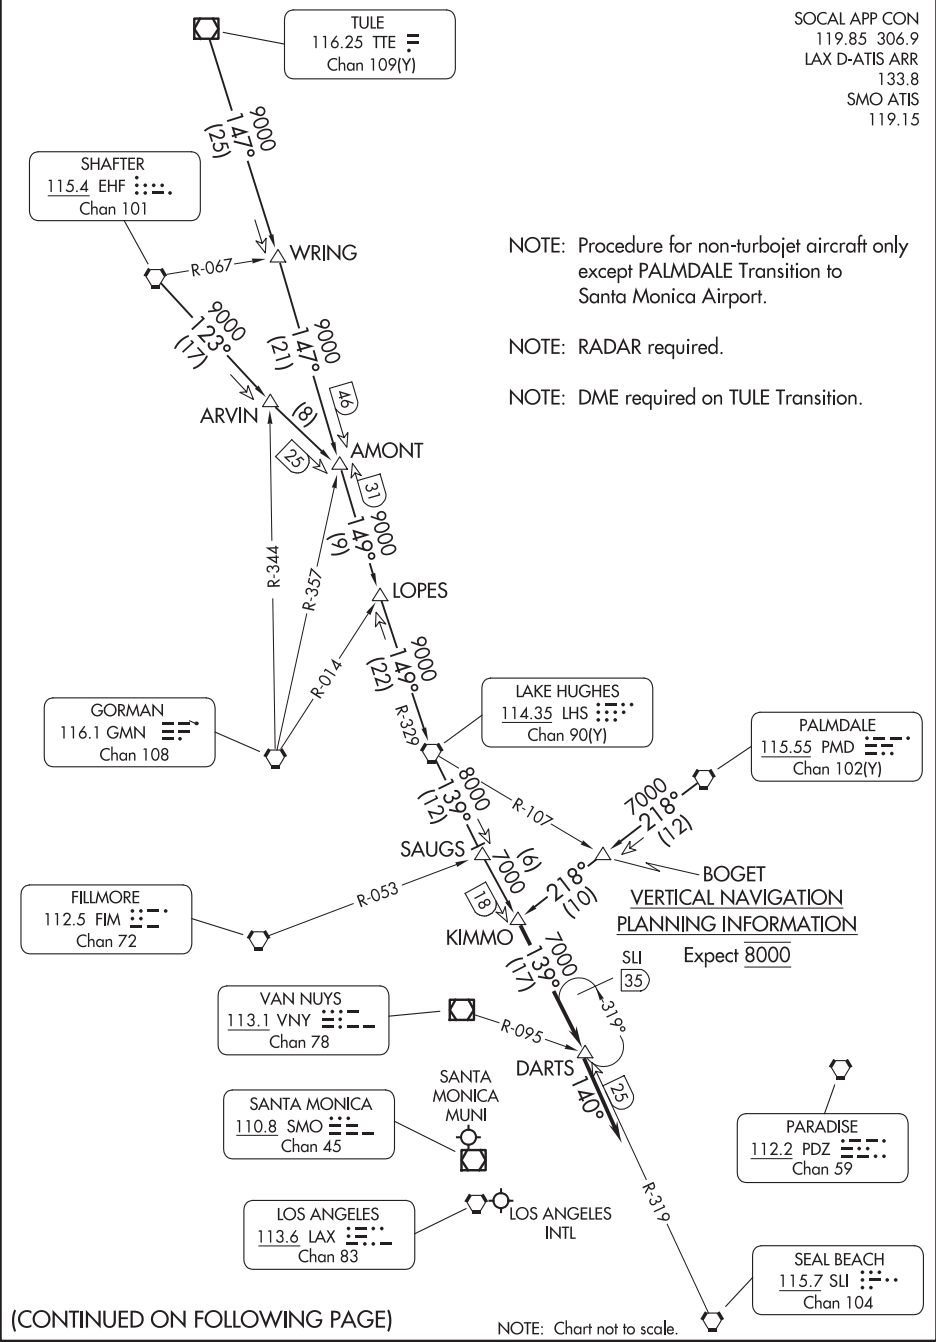 TULE
116.25 TTE
Chan 109(Y)
SOCAL APP CON
119.85 306.9
LAX D-ATIS ARR
133.8
SMO ATIS
119.15
9000
147°
(25)
SHAFTER
115.4 EHF
Chan 101
WRING
R-067
NOTE: Procedure for non-turbojet aircraft only
except PALMDALE Transition to
Santa Monica Airport.
NOTE: RADAR required.
NOTE: DME required on TULE Transition.
9000
123°
(17)
9000
147°
(21)
46
ARVIN
(8)
25
AMONT
31
9000
149°
(9)
R-344
R-357
R-014
LOPES
9000
149°
(22)
R-329
GORMAN
116.1 GMN
Chan 108
LAKE HUGHES
114.35 LHS
Chan 90(Y)
PALMDALE
115.55 PMD
Chan 102(Y)
8000
139°
(12)
R-107
7000
218°
(12)
SAUGS
(6)
7000
18
218°
(10)
BOGET
VERTICAL NAVIGATION
PLANNING INFORMATION
Expect 8000
FILLMORE
112.5 FIM
Chan 72
R-053
KIMMO
7000
139°
(17)
SLI
35
319°
VAN NUYS
113.1 VNY
Chan 78
R-095
DARTS
25
140°
SANTA
MONICA
MUNI
SANTA MONICA
110.8 SMO
Chan 45
PARADISE
112.2 PDZ
Chan 59
LOS ANGELES
113.6 LAX
Chan 83
LOS ANGELES
INTL
R-319
SEAL BEACH
115.7 SLI
Chan 104
(CONTINUED ON FOLLOWING PAGE)
NOTE: Chart not to scale.